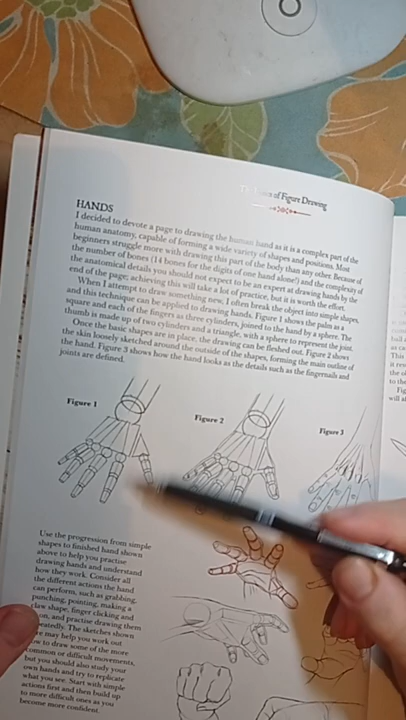 of Figure Drawing
HANDS
I decided to devote a page to drawing the human hand as it is a complex part of the
human anatomy, capable of forming a wide variety of shapes and positions. Most
beginners struggle more with drawing this part of the body than any other. Because of
the number of bones (14 bones for the digits of one hand alone!) and the complexity of
the anatomical details you should not expect to be an expert at drawing hands by the
end of the page; achieving this will take a lot of practice, but it is worth the effort.
When I attempt to draw something new, I often break the object into simple shapes,
and this technique can be applied to drawing hands. Figure 1 shows the palm as a
square and each of the fingers as three cylinders, joined to the hand by a sphere. The
thumb is made up of two cylinders and a triangle, with a sphere to represent the joint.
Once the basic shapes are in place, the drawing can be fleshed out. Figure 2 shows
the skin loosely sketched around the outside of the shapes, forming the main outline of
the hand. Figure 3 shows how the hand looks as the details such as the fingernails and
joints are defined.
Figure 1
Figure 2
Figure 3
Use the progression from simple
shapes to finished hand shown
above to help you practise
drawing hands and understand
how they work. Consider all
the different actions the hand
can perform, such as grabbing,
punching, pointing, making a
claw shape, finger clicking and
so on, and practise drawing them
repeatedly. The sketches shown
here may help you work out
how to draw some of the more
common or difficult movements,
but you should also study your
own hands and try to replicate
what you see. Start with simple
actions first and then build up
to more difficult ones as you
become more confident.